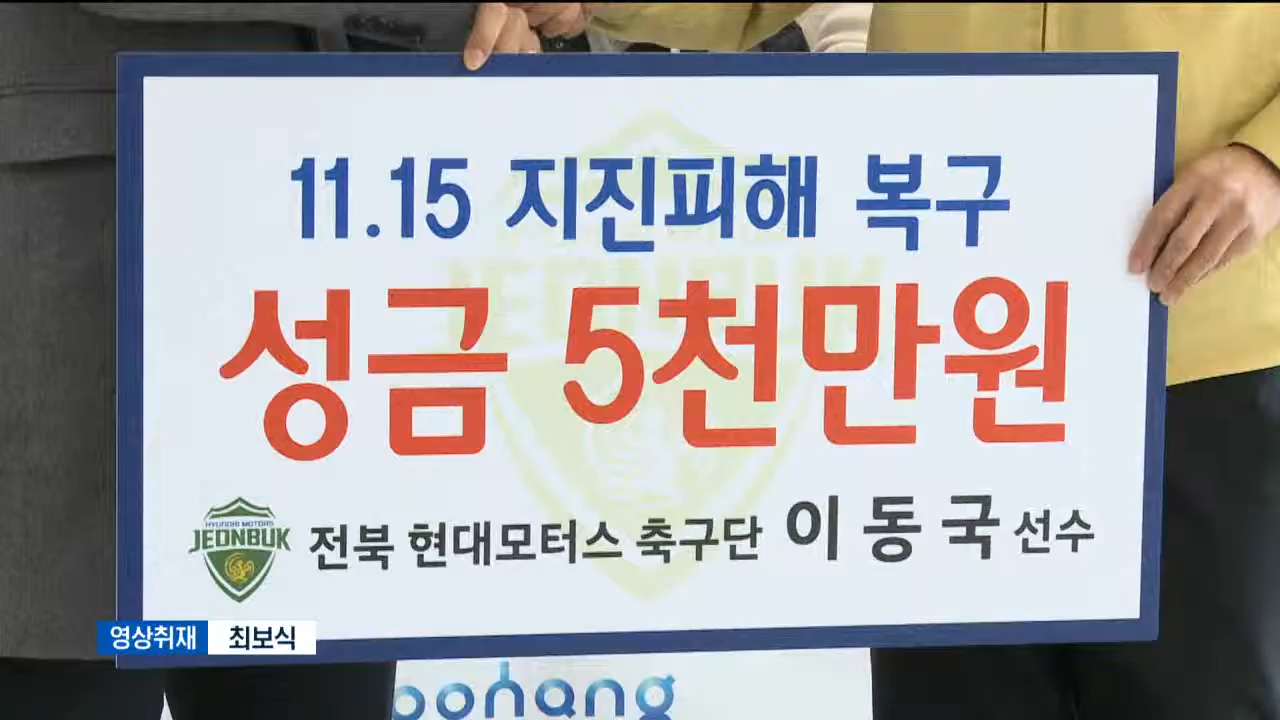 11.15 지진피해 복구
성금 5천만원
HYUNDAI MOTORS
JEONBUK
전북 현대모터스 축구단 이동국 선수
영상취재 최보식
pohang